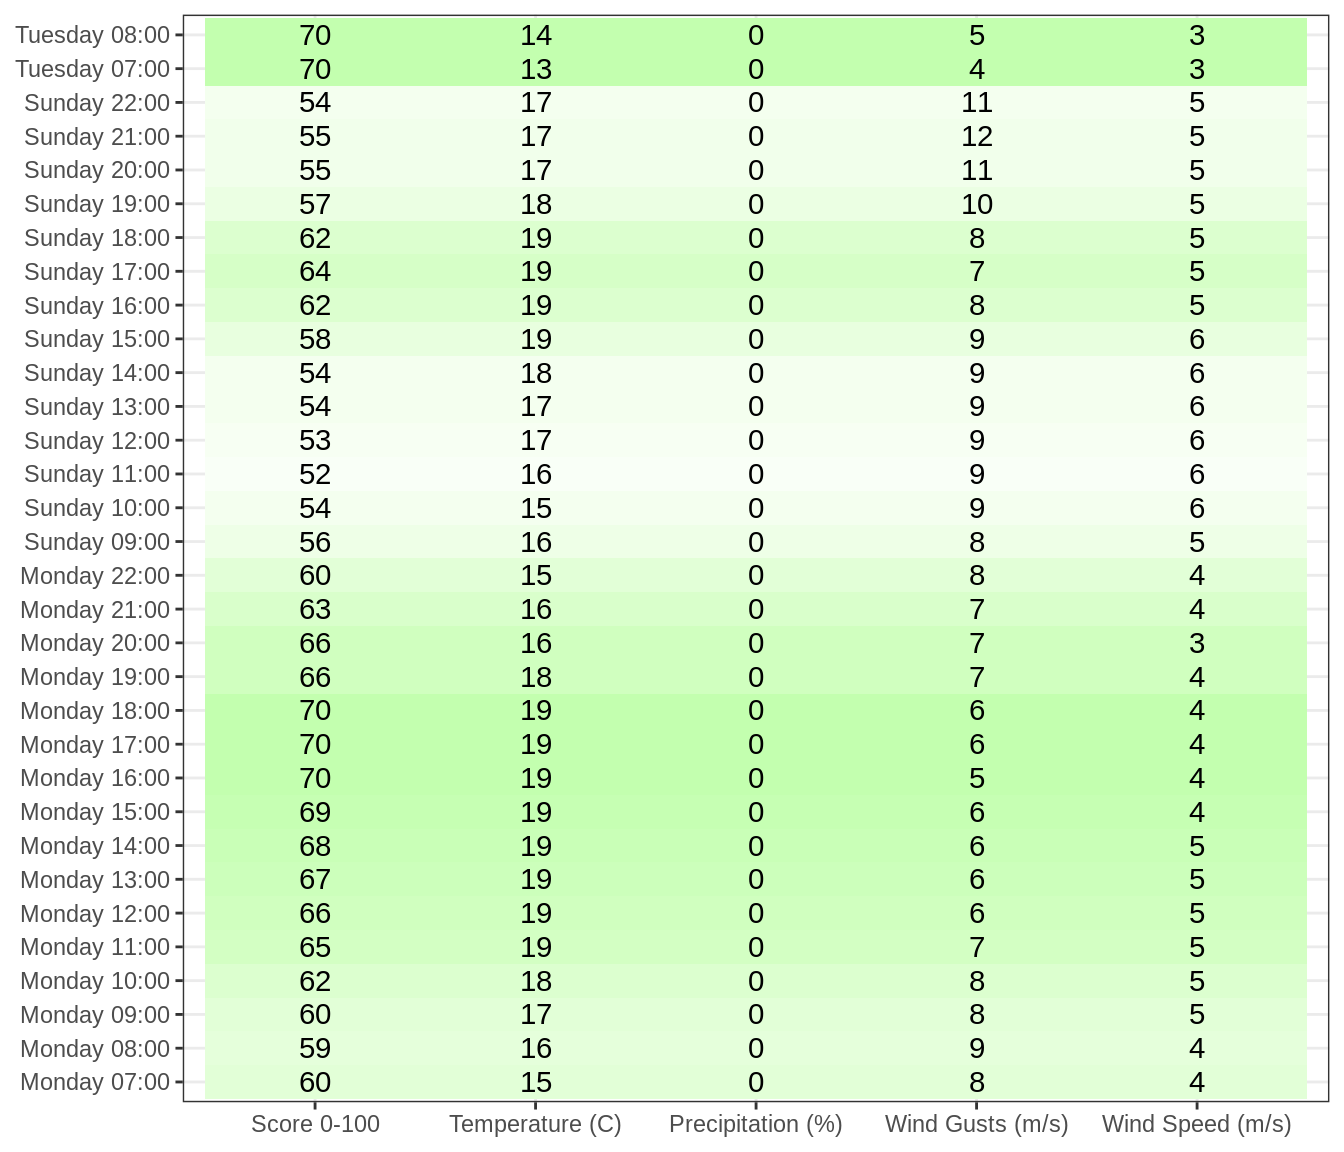 Tuesday 08:00 70 14 0 5 3
Tuesday 07:00 70 13 0 4 3
Sunday 22:00 54 17 0 11 5
Sunday 21:00 55 17 0 12 5
Sunday 20:00 55 17 0 11 5
Sunday 19:00 57 18 0 10 5
Sunday 18:00 62 19 0 8 5
Sunday 17:00 64 19 0 7 5
Sunday 16:00 62 19 0 8 5
Sunday 15:00 58 19 0 9 6
Sunday 14:00 54 18 0 9 6
Sunday 13:00 54 17 0 9 6
Sunday 12:00 53 17 0 9 6
Sunday 11:00 52 16 0 9 6
Sunday 10:00 54 15 0 9 6
Sunday 09:00 56 16 0 8 5
Monday 22:00 60 15 0 8 4
Monday 21:00 63 16 0 7 4
Monday 20:00 66 16 0 7 3
Monday 19:00 66 18 0 7 4
Monday 18:00 70 19 0 6 4
Monday 17:00 70 19 0 6 4
Monday 16:00 70 19 0 5 4
Monday 15:00 69 19 0 6 4
Monday 14:00 68 19 0 6 5
Monday 13:00 67 19 0 6 5
Monday 12:00 66 19 0 6 5
Monday 11:00 65 19 0 7 5
Monday 10:00 62 18 0 8 5
Monday 09:00 60 17 0 8 5
Monday 08:00 59 16 0 9 4
Monday 07:00 60 15 0 8 4
Score 0-100 Temperature (C) Precipitation (%) Wind Gusts (m/s) Wind Speed (m/s)